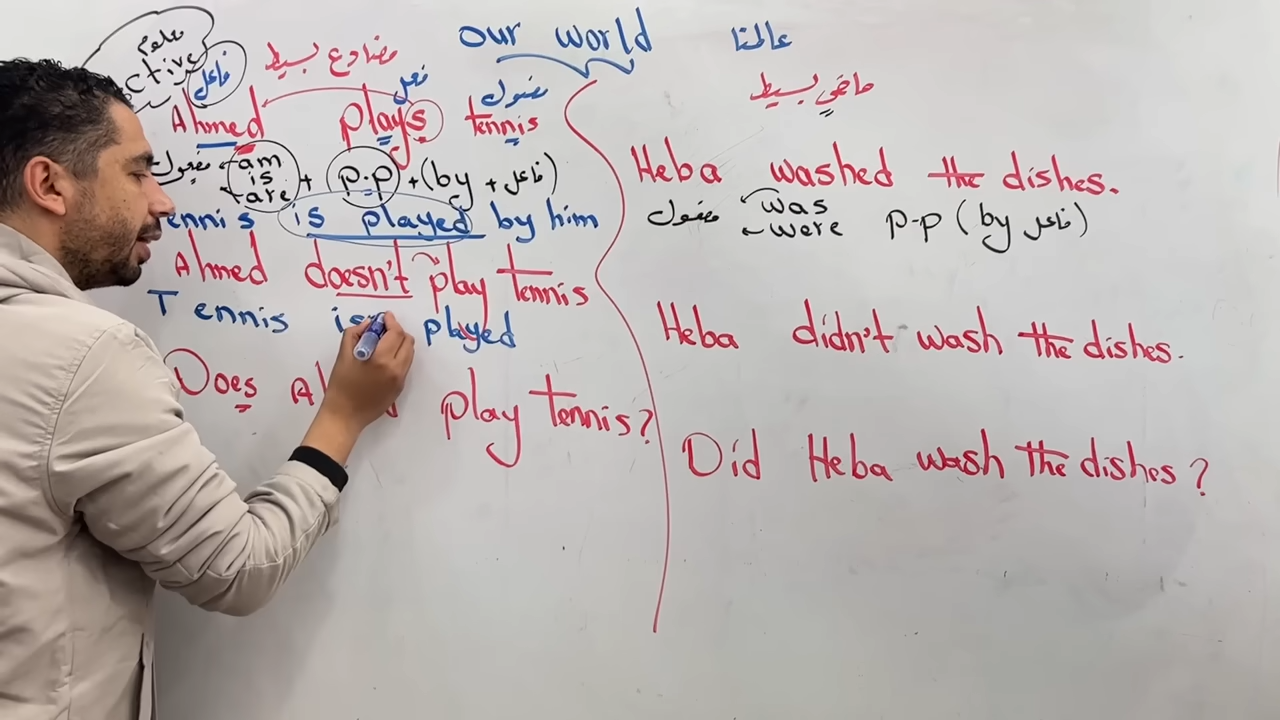 our world عالمنا
معلوم
ctive
فاعل
مضارع بسيط
فعل
مفعول
Ahmed plays tennis
مفعول am is are + p.p + (by + فاعل)
ennis is played by him
Ahmed doesn't play tennis
Tennis is played
Does play tennis?
ماضي بسيط
Heba washed the dishes.
مفعول was were p-p (by فاعل)
Heba didn't wash the dishes.
Did Heba wash the dishes?